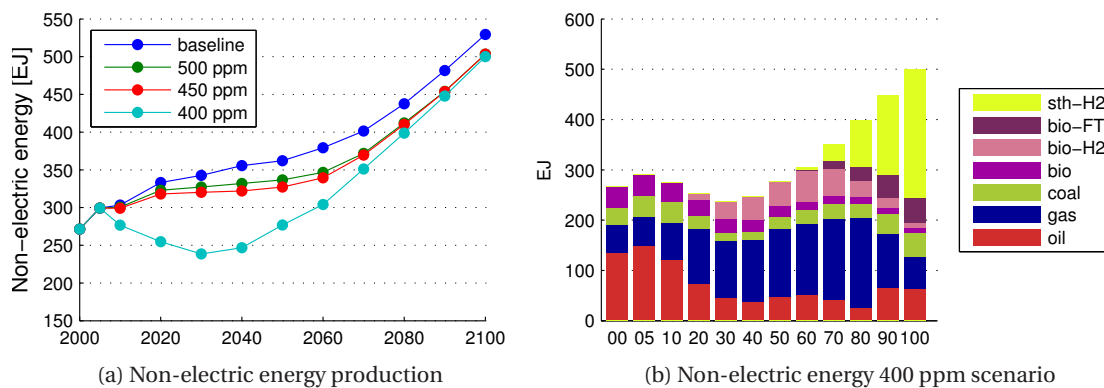 Non-electric energy [EJ]
550
500
450
400
350
300
250
200
150
2000 2020 2040 2060 2080 2100
baseline
500 ppm
450 ppm
400 ppm
(a) Non-electric energy production
EJ
600
500
400
300
200
100
0
00 05 10 20 30 40 50 60 70 80 90 100
sth-H2
bio-FT
bio-H2
bio
coal
gas
oil
(b) Non-electric energy 400 ppm scenario